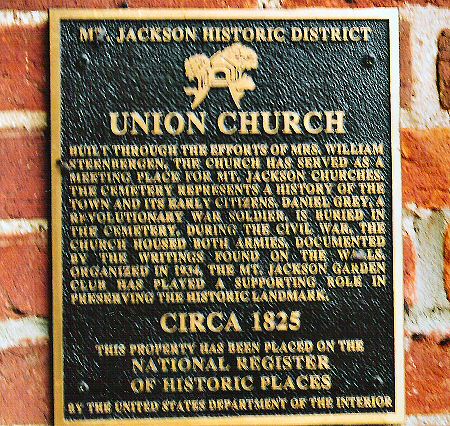 MT. JACKSON HISTORIC DISTRICT
UNION CHURCH
BUILT THROUGH THE EFFORTS OF MRS. WILLIAM
STEENBERGEN, THE CHURCH HAS SERVED AS A
MEETING PLACE FOR MT. JACKSON CHURCHES.
THE CEMETERY REPRESENTS A HISTORY OF THE
TOWN AND ITS EARLY CITIZENS. DANIEL GREY, A
REVOLUTIONARY WAR SOLDIER, IS BURIED IN
THE CEMETERY. DURING THE CIVIL WAR, THE
CHURCH HOUSED BOTH ARMIES, DOCUMENTED
BY THE WRITINGS FOUND ON THE WALLS.
ORGANIZED IN 1934, THE MT. JACKSON GARDEN
CLUB HAS PLAYED A SUPPORTING ROLE IN
PRESERVING THE HISTORIC LANDMARK.
CIRCA 1825
THIS PROPERTY HAS BEEN PLACED ON THE
NATIONAL REGISTER
OF HISTORIC PLACES
BY THE UNITED STATES DEPARTMENT OF THE INTERIOR